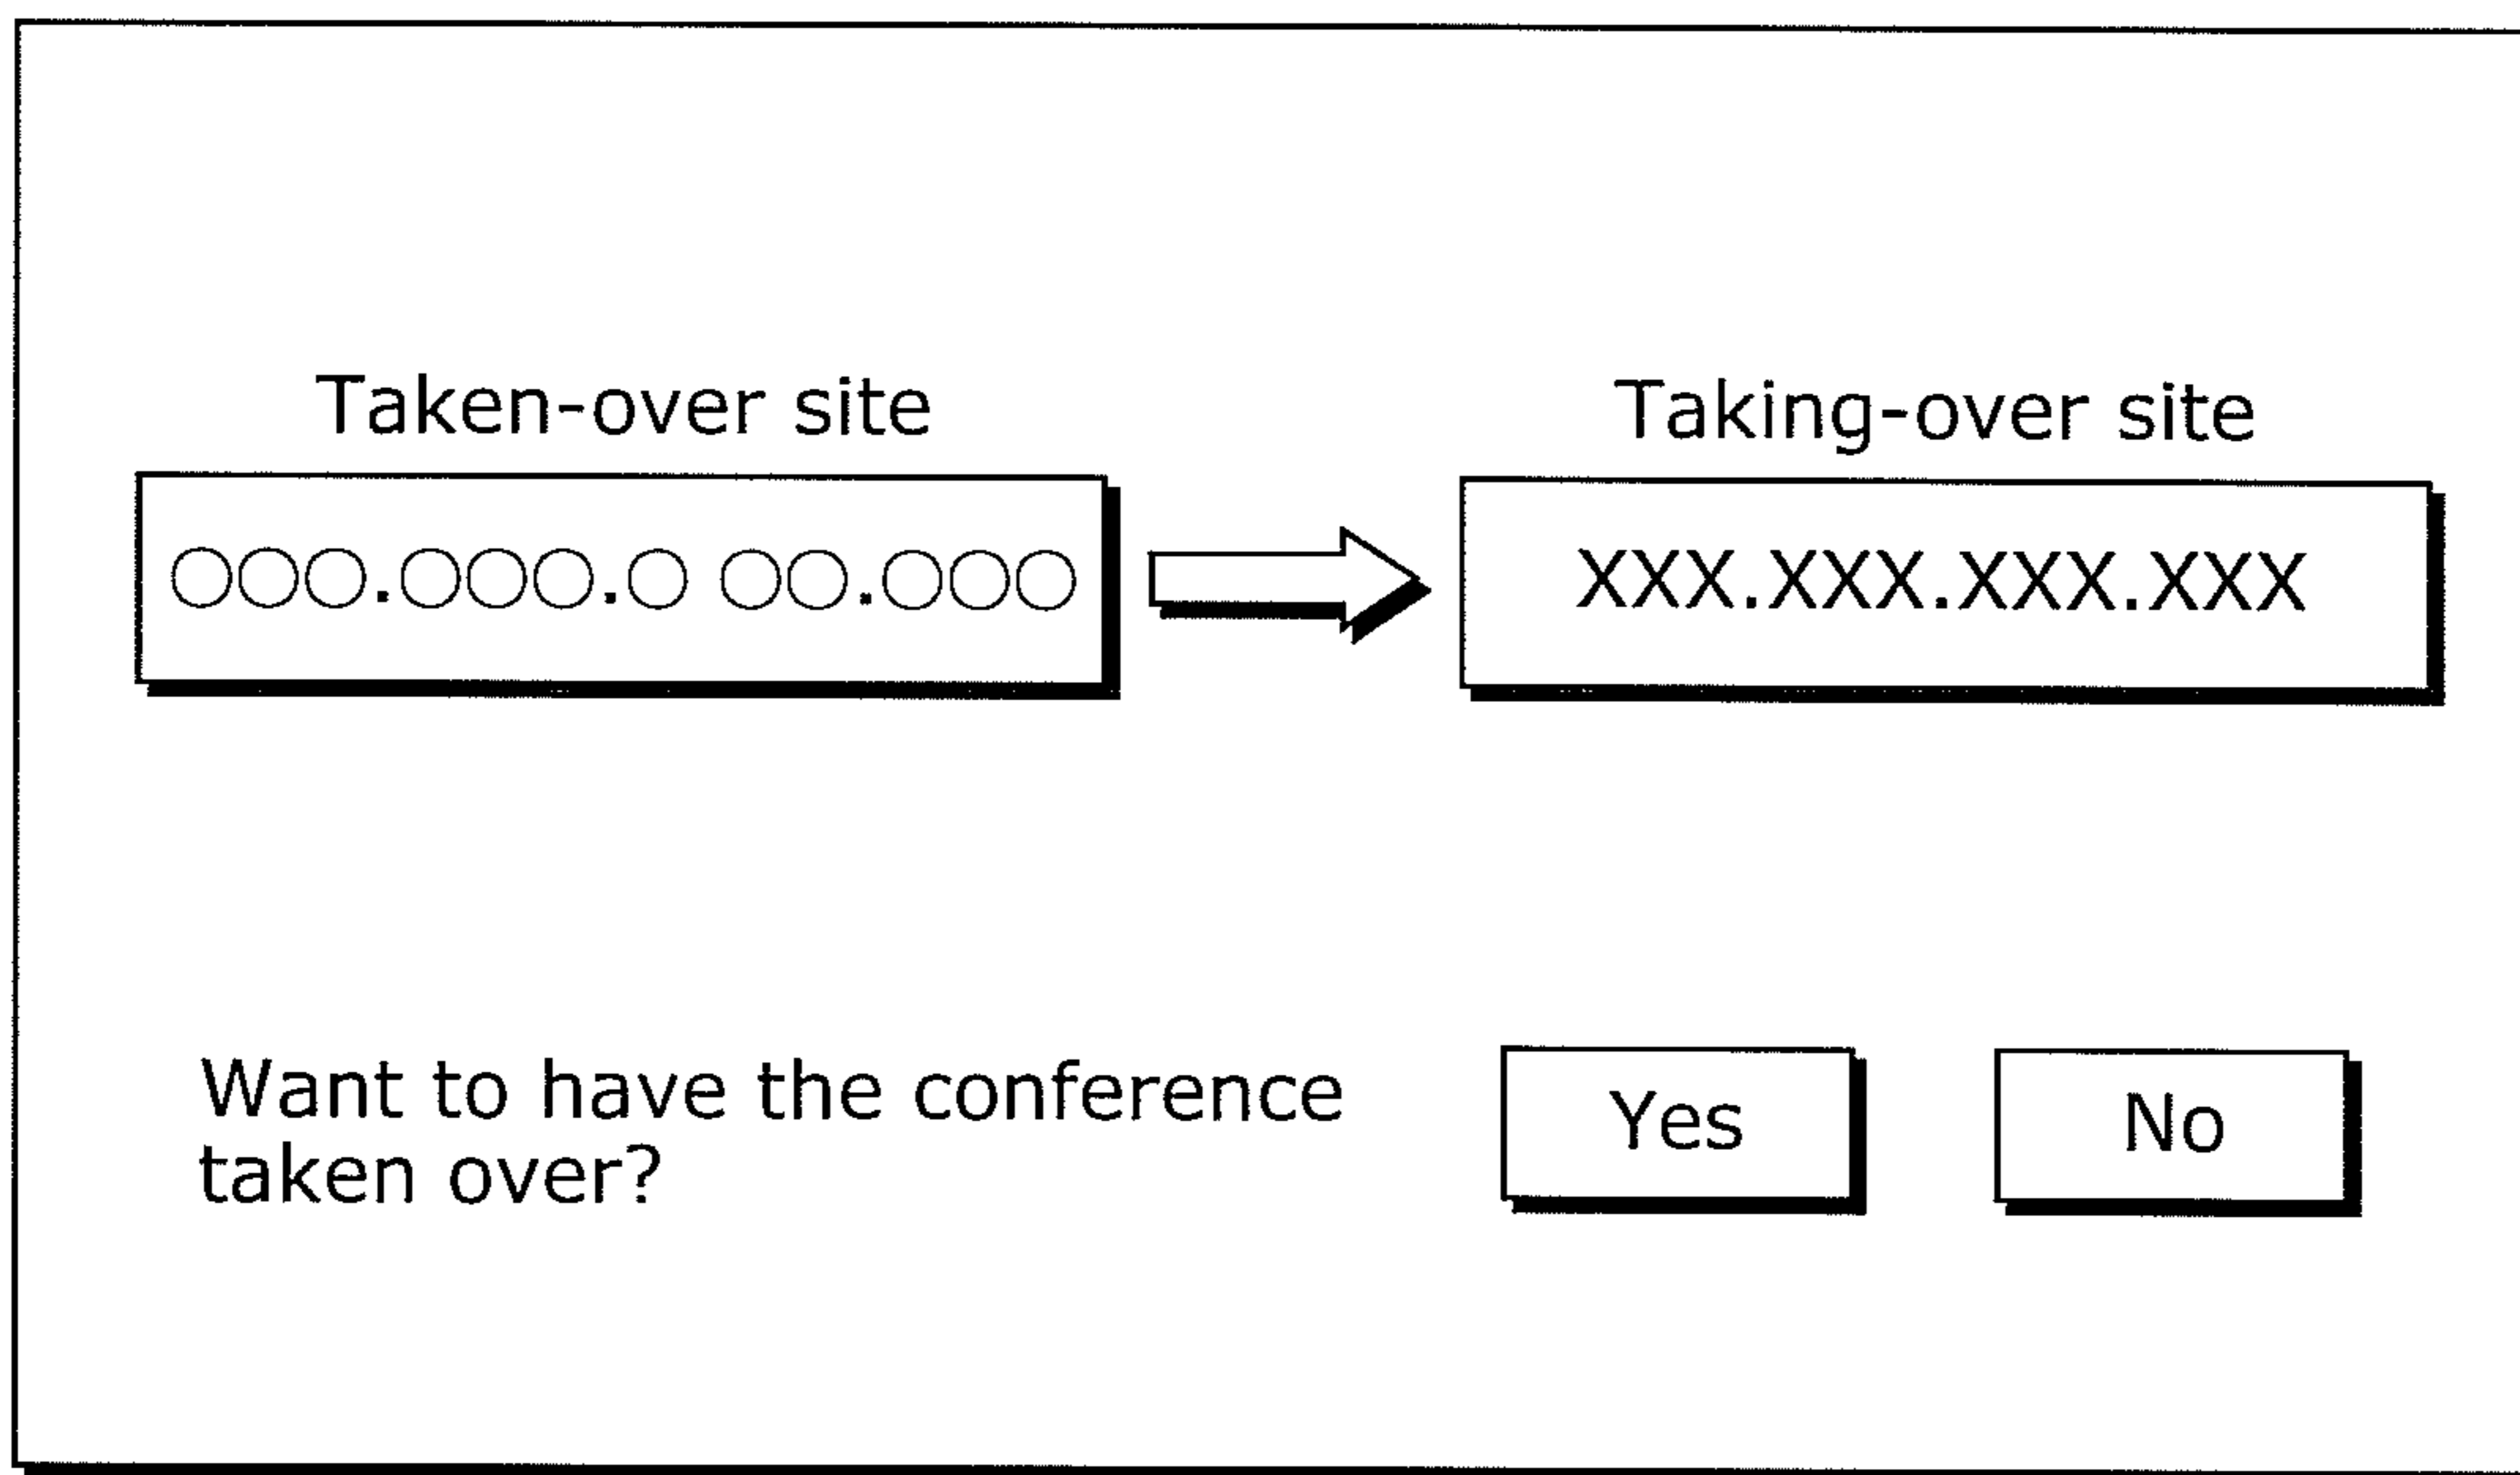 Taken-over site
Taking-over site
○○○.○○○.○ ○○.○○○
XXX.XXX.XXX.XXX
Want to have the conference
taken over?
Yes
No